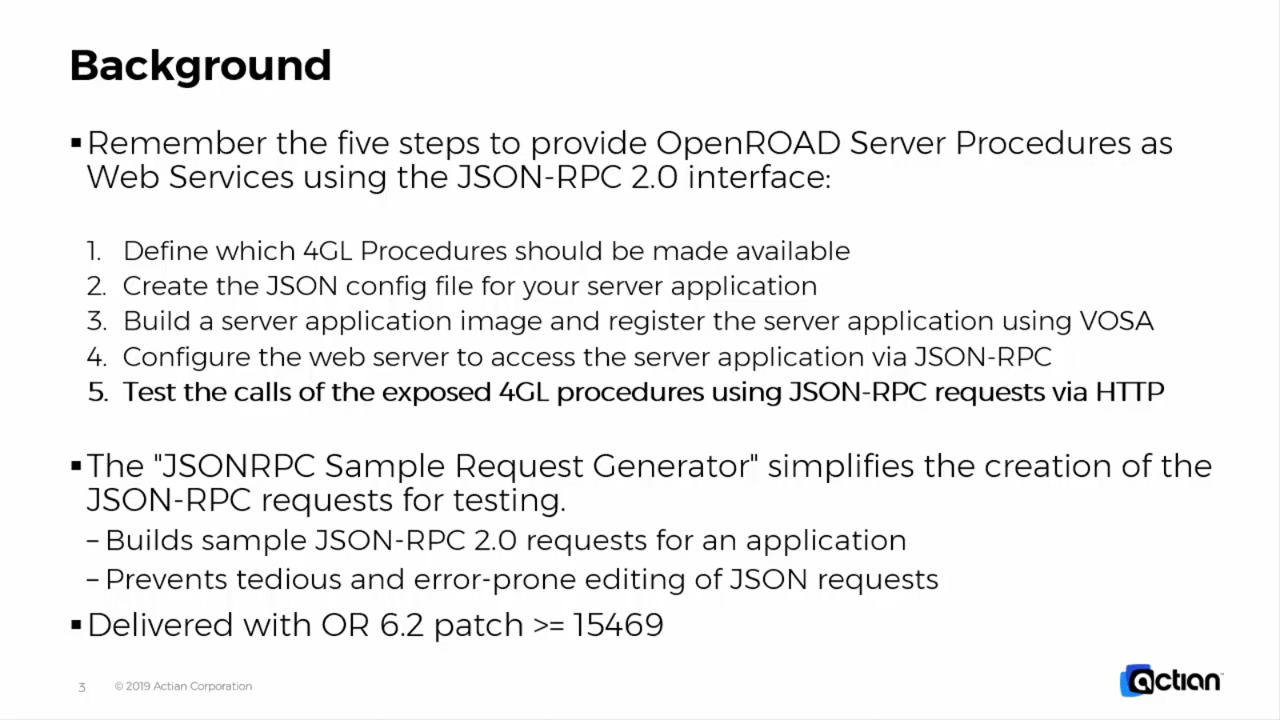 Background
▪Remember the five steps to provide OpenROAD Server Procedures as
Web Services using the JSON-RPC 2.0 interface:
1. Define which 4GL Procedures should be made available
2. Create the JSON config file for your server application
3. Build a server application image and register the server application using VOSA
4. Configure the web server to access the server application via JSON-RPC
5. Test the calls of the exposed 4GL procedures using JSON-RPC requests via HTTP
▪The "JSONRPC Sample Request Generator" simplifies the creation of the
JSON-RPC requests for testing.
–Builds sample JSON-RPC 2.0 requests for an application
–Prevents tedious and error-prone editing of JSON requests
▪Delivered with OR 6.2 patch >= 15469
3 © 2019 Actian Corporation
actian